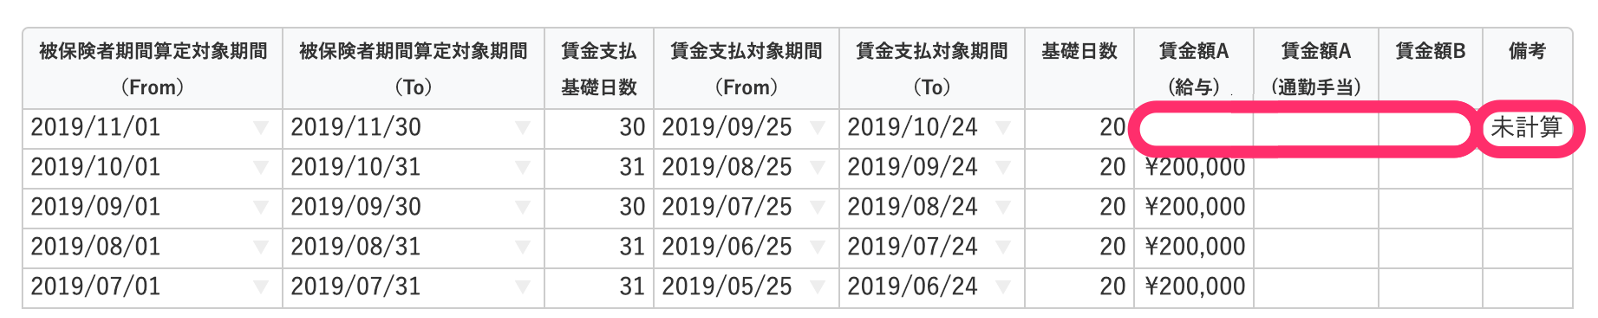 被保険者期間算定対象期間（From） 被保険者期間算定対象期間（To） 賃金支払基礎日数 賃金支払対象期間（From） 賃金支払対象期間（To） 基礎日数 賃金額A（給与） 賃金額A（通勤手当） 賃金額B 備考
2019/11/01 2019/11/30 30 2019/09/25 2019/10/24 20 未計算
2019/10/01 2019/10/31 31 2019/08/25 2019/09/24 20 ¥200,000
2019/09/01 2019/09/30 30 2019/07/25 2019/08/24 20 ¥200,000
2019/08/01 2019/08/31 31 2019/06/25 2019/07/24 20 ¥200,000
2019/07/01 2019/07/31 31 2019/05/25 2019/06/24 20 ¥200,000